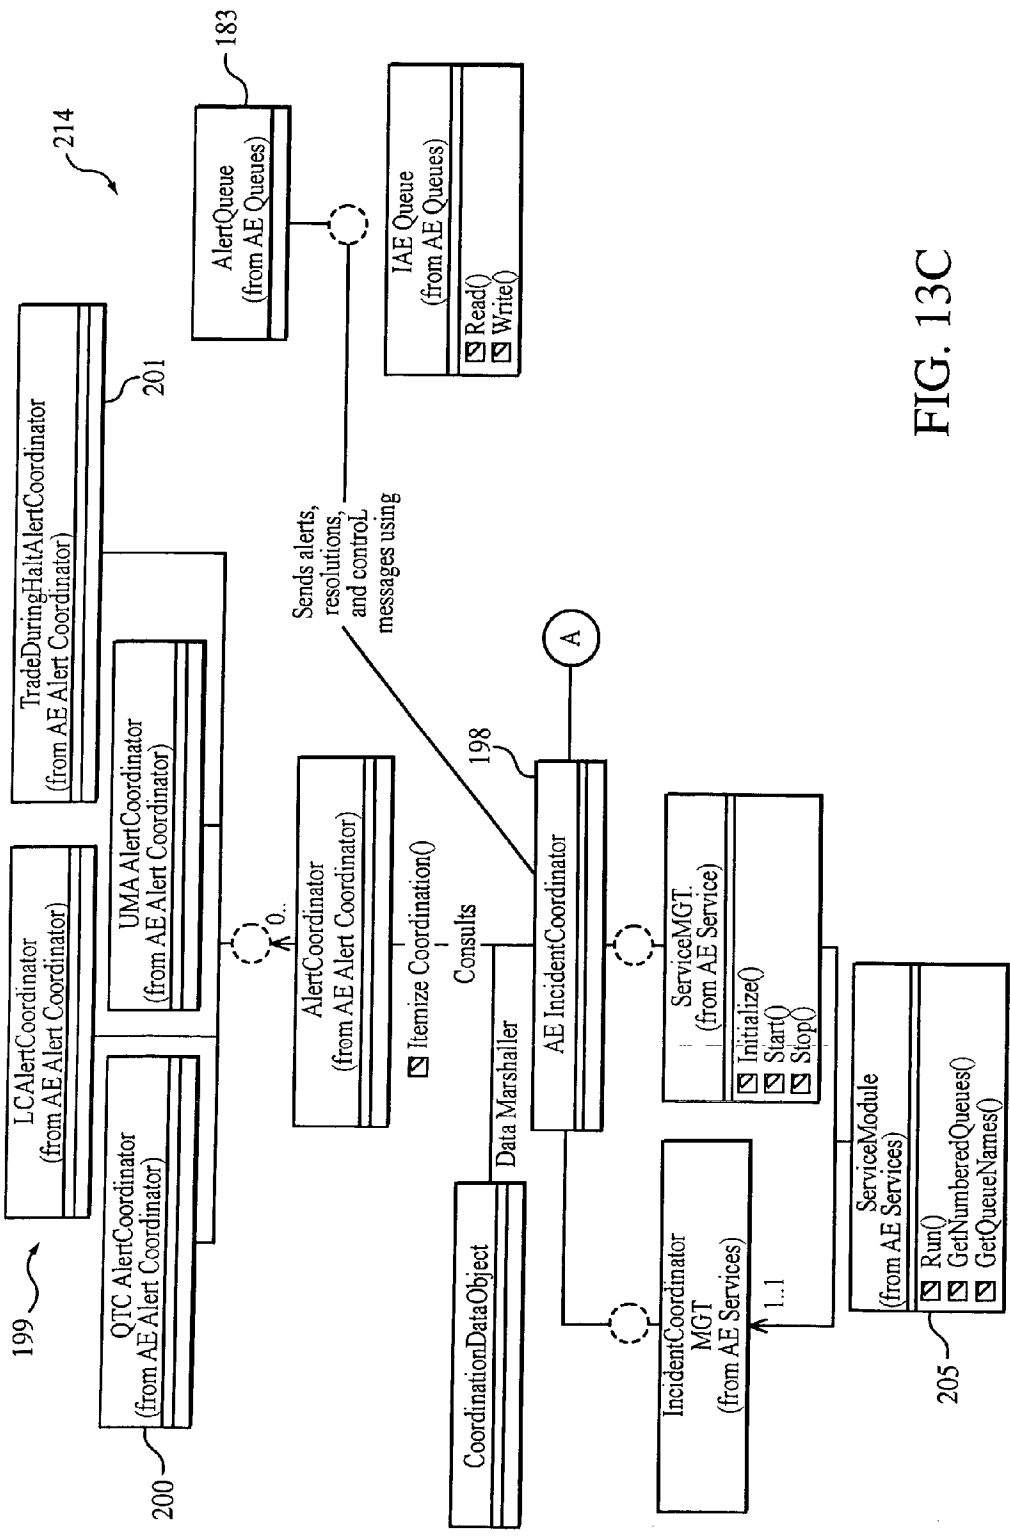 199
LCAlertCoordinator
(from AE Alert Coordinator)
TradeDuringHaltAlertCoordinator
(from AE Alert Coordinator)
201
214
200
QTC AlertCoordinator
(from AE Alert Coordinator)
UMA AlertCoordinator
(from AE Alert Coordinator)
AlertQueue
(from AE Queues)
183
0..
AlertCoordinator
(from AE Alert Coordinator)
Itemize Coordination()
Sends alerts,
resolutions,
and controL
messages using
IAE Queue
(from AE Queues)
Read()
Write()
Consults
Data Marshaller
CoordinationDataObject
AE IncidentCoordinator
198
A
IncidentCoordinator
MGT
(from AE Services)
ServiceMGT.
(from AE Service)
Initialize()
Start()
Stop()
1..1
205
ServiceModule
(from AE Services)
Run()
GetNumberedQueues()
GetQueueNames()
FIG. 13C